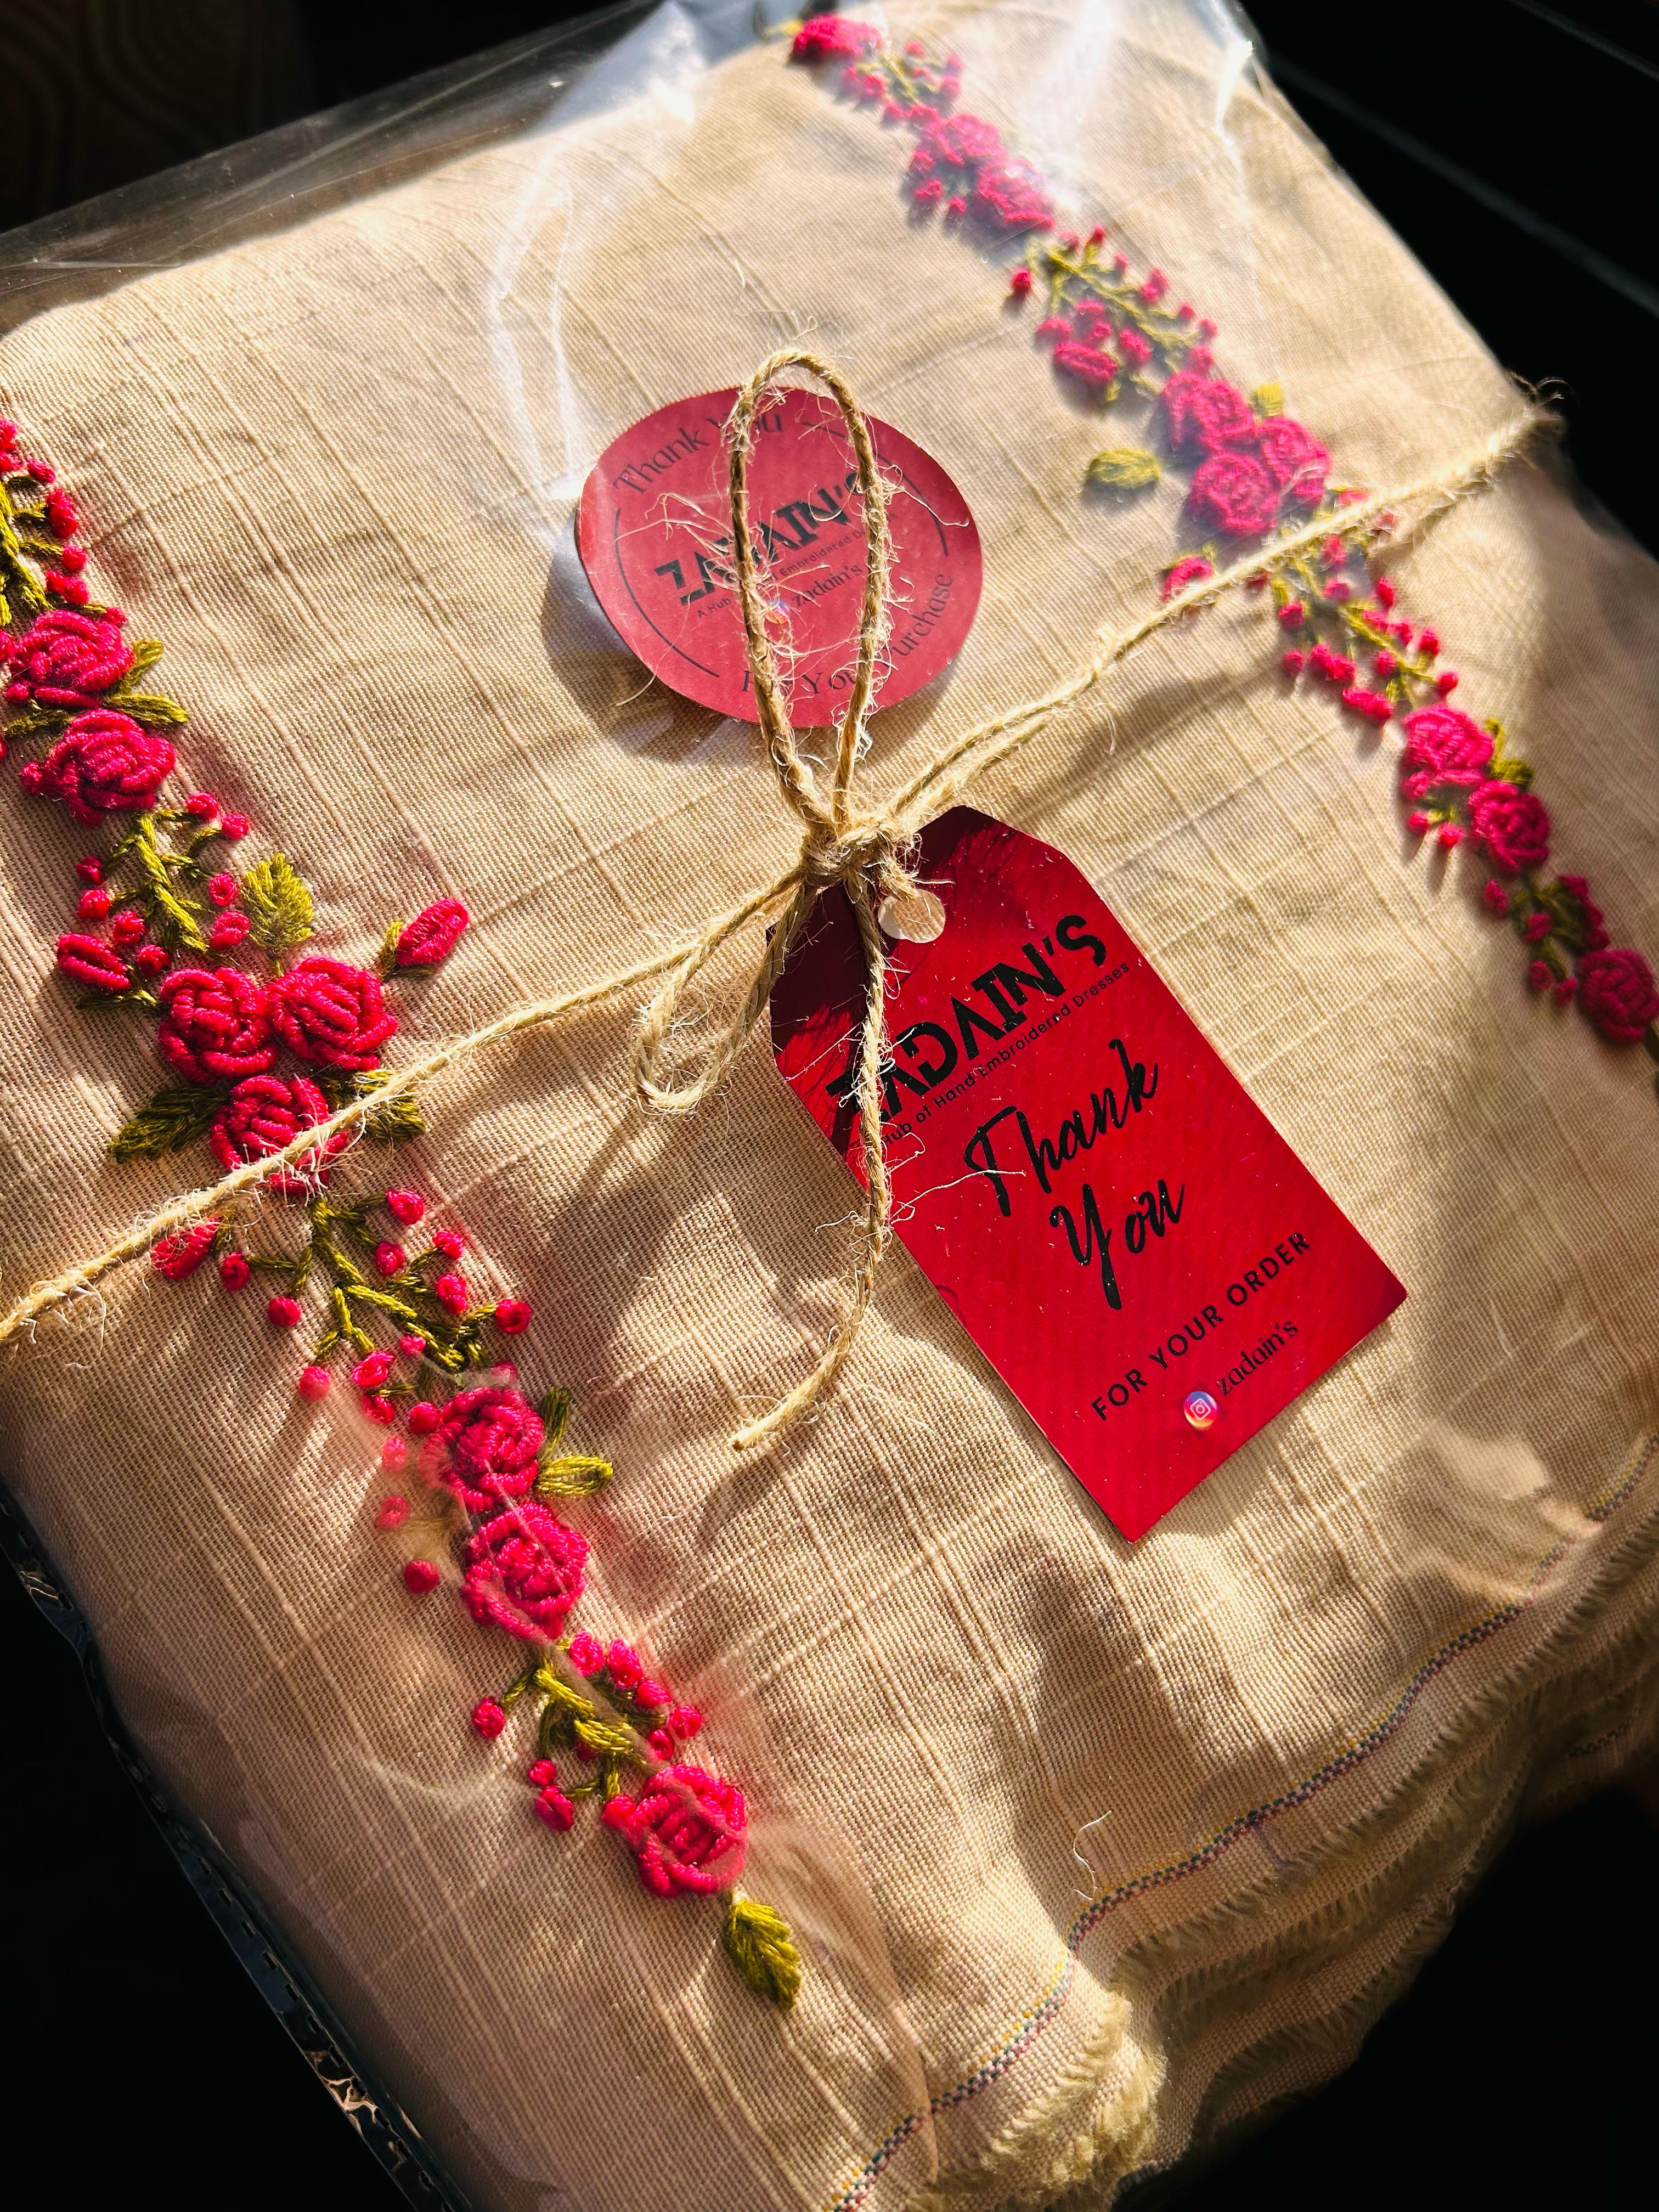 Thank You
ZADAIN'S
A Hub of Hand Embroidered
zadain's
For Your Purchase
ZADAIN'S
Hub of Hand Embroidered Dresses
Thank
You
FOR YOUR ORDER
zadain's